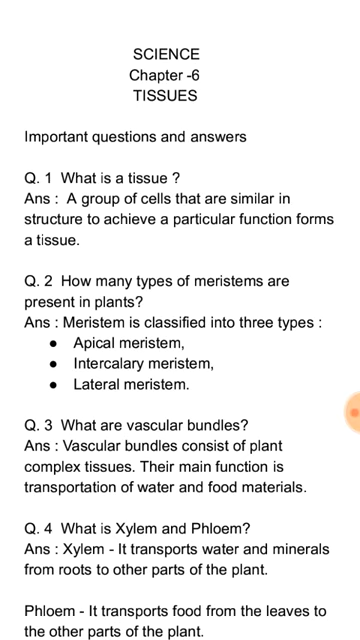 SCIENCE
Chapter -6
TISSUES
Important questions and answers
Q. 1  What is a tissue ?
Ans :  A group of cells that are similar in
structure to achieve a particular function forms
a tissue.
Q. 2  How many types of meristems are
present in plants?
Ans : Meristem is classified into three types :
● Apical meristem,
● Intercalary meristem,
● Lateral meristem.
Q. 3  What are vascular bundles?
Ans : Vascular bundles consist of plant
complex tissues. Their main function is
transportation of water and food materials.
Q. 4  What is Xylem and Phloem?
Ans : Xylem - It transports water and minerals
from roots to other parts of the plant.
Phloem - It transports food from the leaves to
the other parts of the plant.